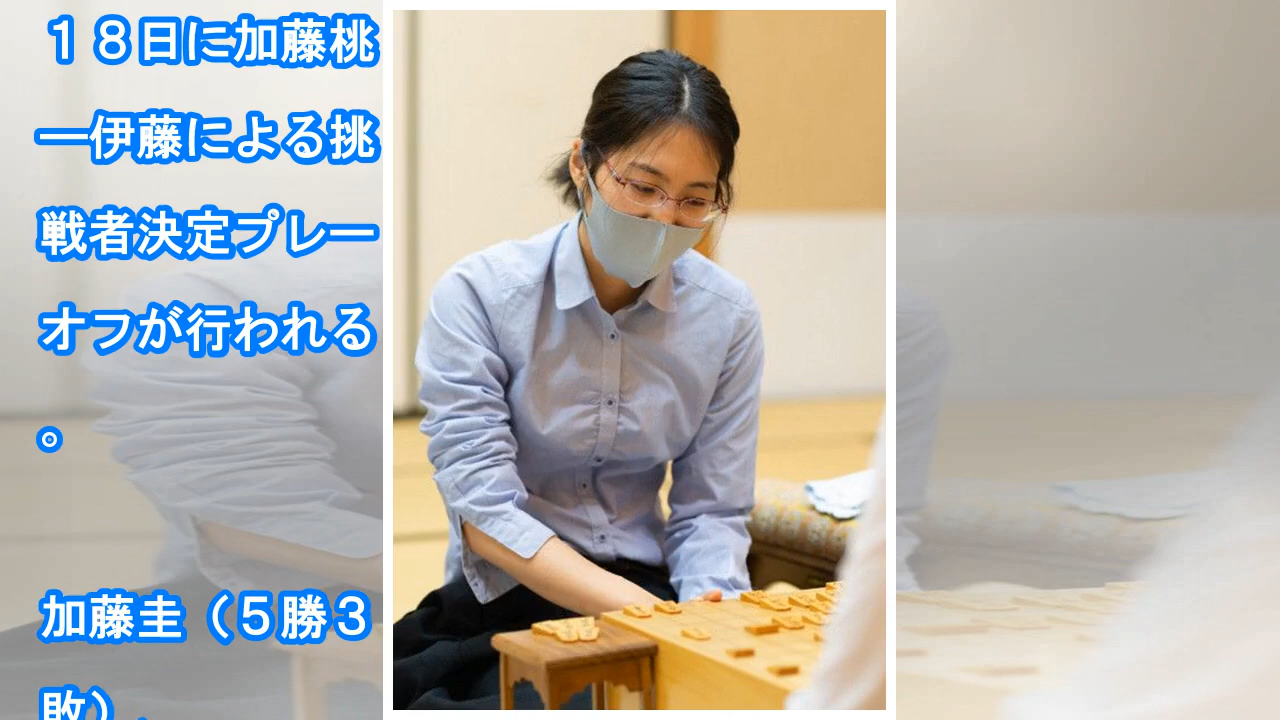 １８日に加藤桃
―伊藤による挑
戦者決定プレー
オフが行われる
。
加藤圭（５勝３
敗）、